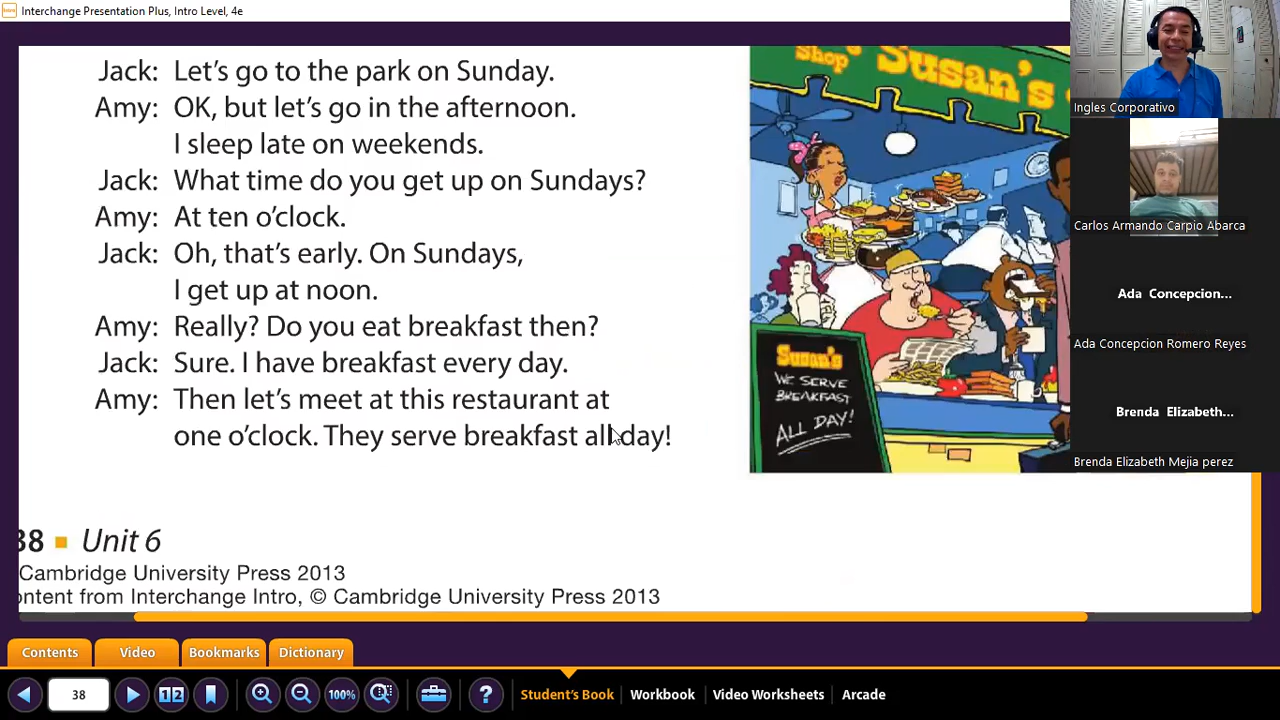 Interchange Presentation Plus, Intro Level, 4e
Jack: Let's go to the park on Sunday.
Amy: OK, but let's go in the afternoon.
I sleep late on weekends.
Jack: What time do you get up on Sundays?
Amy: At ten o'clock.
Jack: Oh, that's early. On Sundays,
I get up at noon.
Amy: Really? Do you eat breakfast then?
Jack: Sure. I have breakfast every day.
Amy: Then let's meet at this restaurant at
one o'clock. They serve breakfast all day!
Shop Susan's
Susan's
WE SERVE
BREAKFAST
ALL DAY!
38 Unit 6
Cambridge University Press 2013
ontent from Interchange Intro, © Cambridge University Press 2013
Ingles Corporativo
Carlos Armando Carpio Abarca
Ada Concepcion...
Ada Concepcion Romero Reyes
Brenda Elizabeth...
Brenda Elizabeth Mejia perez
Contents Video Bookmarks Dictionary
38 1 2 100% ? Student's Book Workbook Video Worksheets Arcade